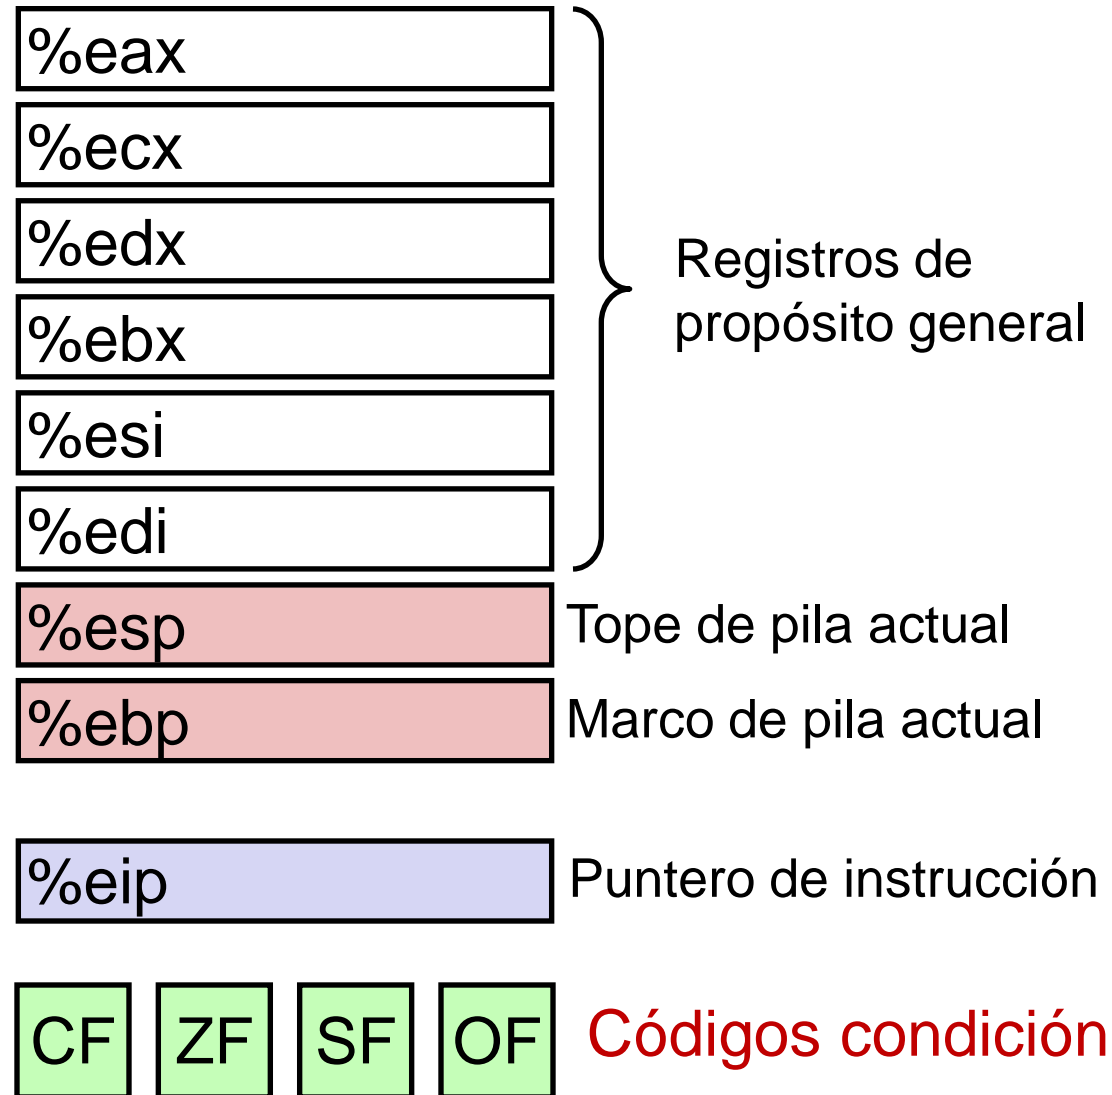 %eax
%ecx
%edx
%ebx
%esi
%edi
Registros de
propósito general
%esp
Tope de pila actual
%ebp
Marco de pila actual
%eip
Puntero de instrucción
CF ZF SF OF
Códigos condición